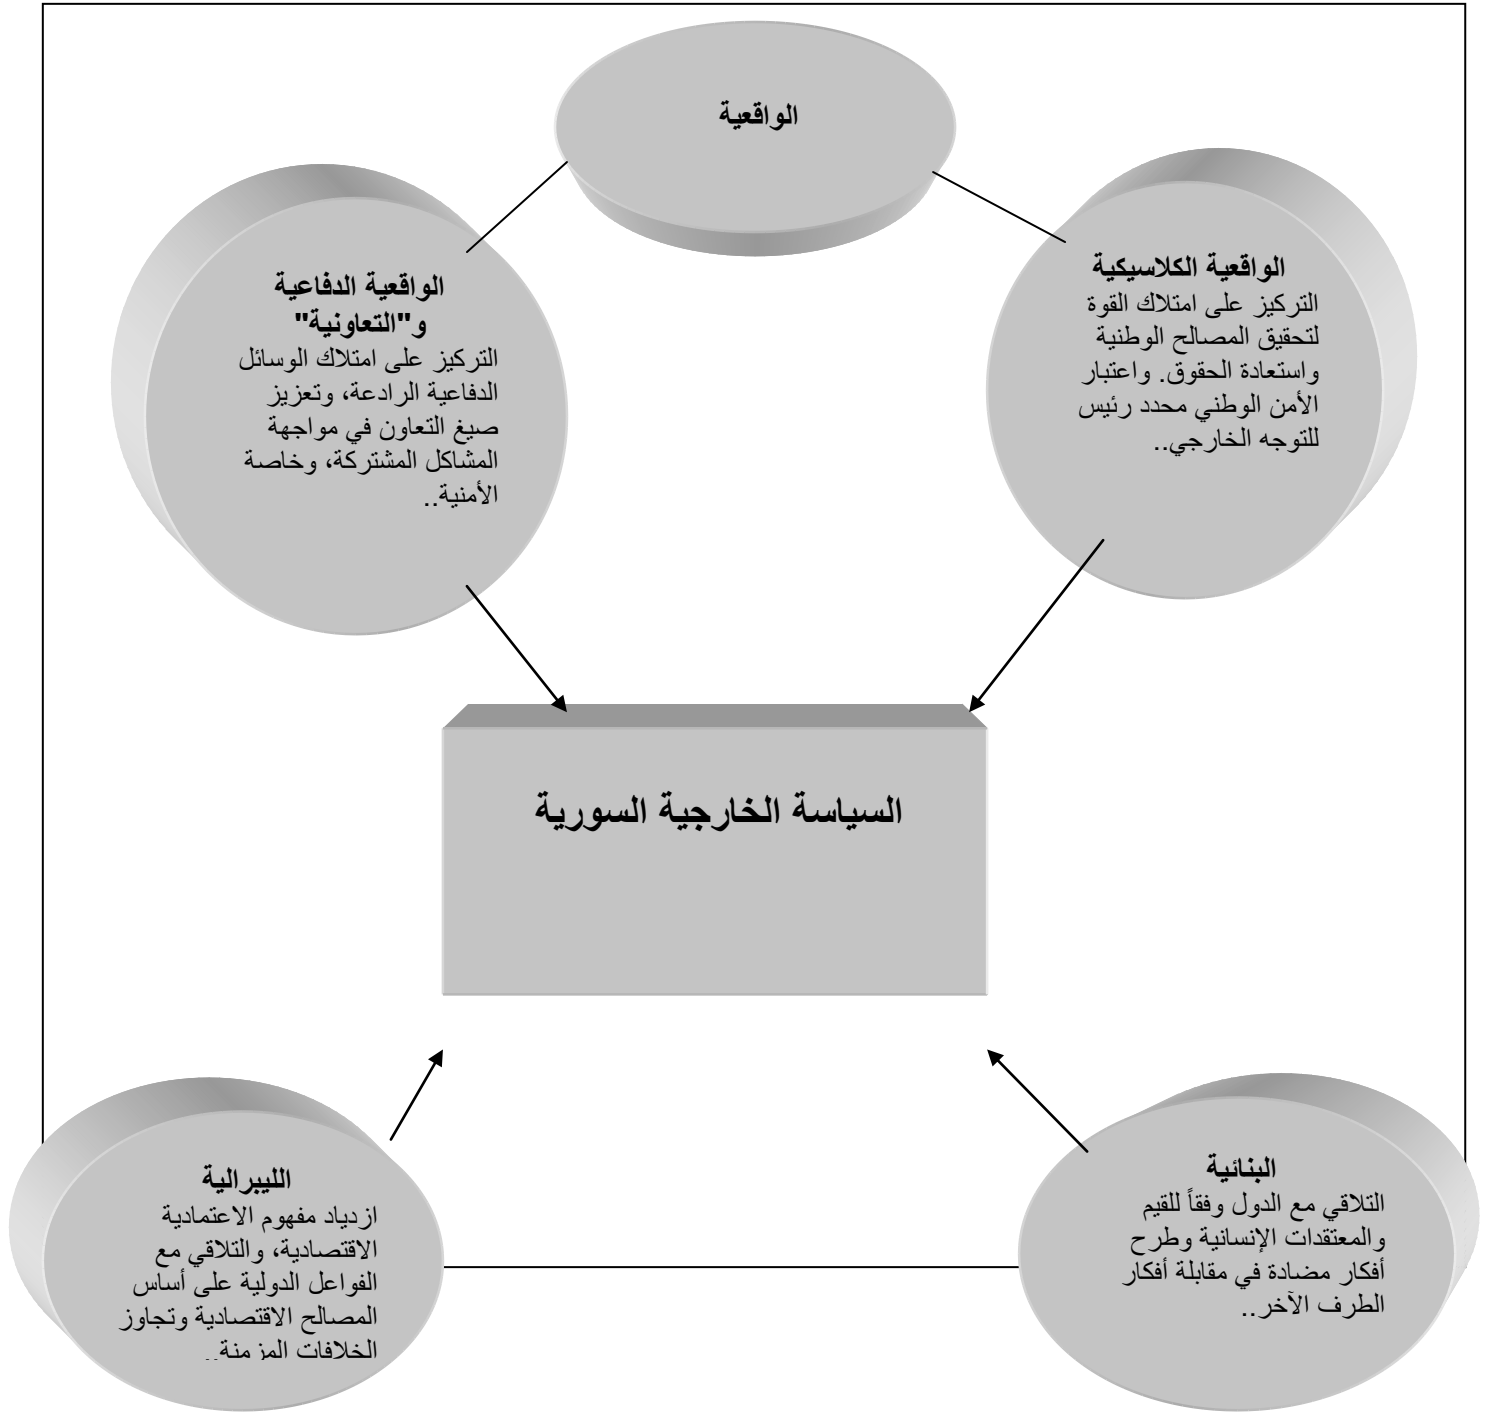 الواقعية
الواقعية الكلاسيكية
التركيز على امتلاك القوة
لتحقيق المصالح الوطنية
واستعادة الحقوق. واعتبار
الأمن الوطني محدد رئيس
للتوجه الخارجي..
الواقعية الدفاعية
و"التعاونية"
التركيز على امتلاك الوسائل
الدفاعية الرادعة، وتعزيز
صيغ التعاون في مواجهة
المشاكل المشتركة، وخاصة
الأمنية..
السياسة الخارجية السورية
البنائية
التلاقي مع الدول وفقاً للقيم
والمعتقدات الإنسانية وطرح
أفكار مضادة في مقابلة أفكار
الطرف الآخر..
الليبرالية
ازدياد مفهوم الاعتمادية
الاقتصادية، والتلاقي مع
الفواعل الدولية على أساس
المصالح الاقتصادية وتجاوز
الخلافات المزمنة..